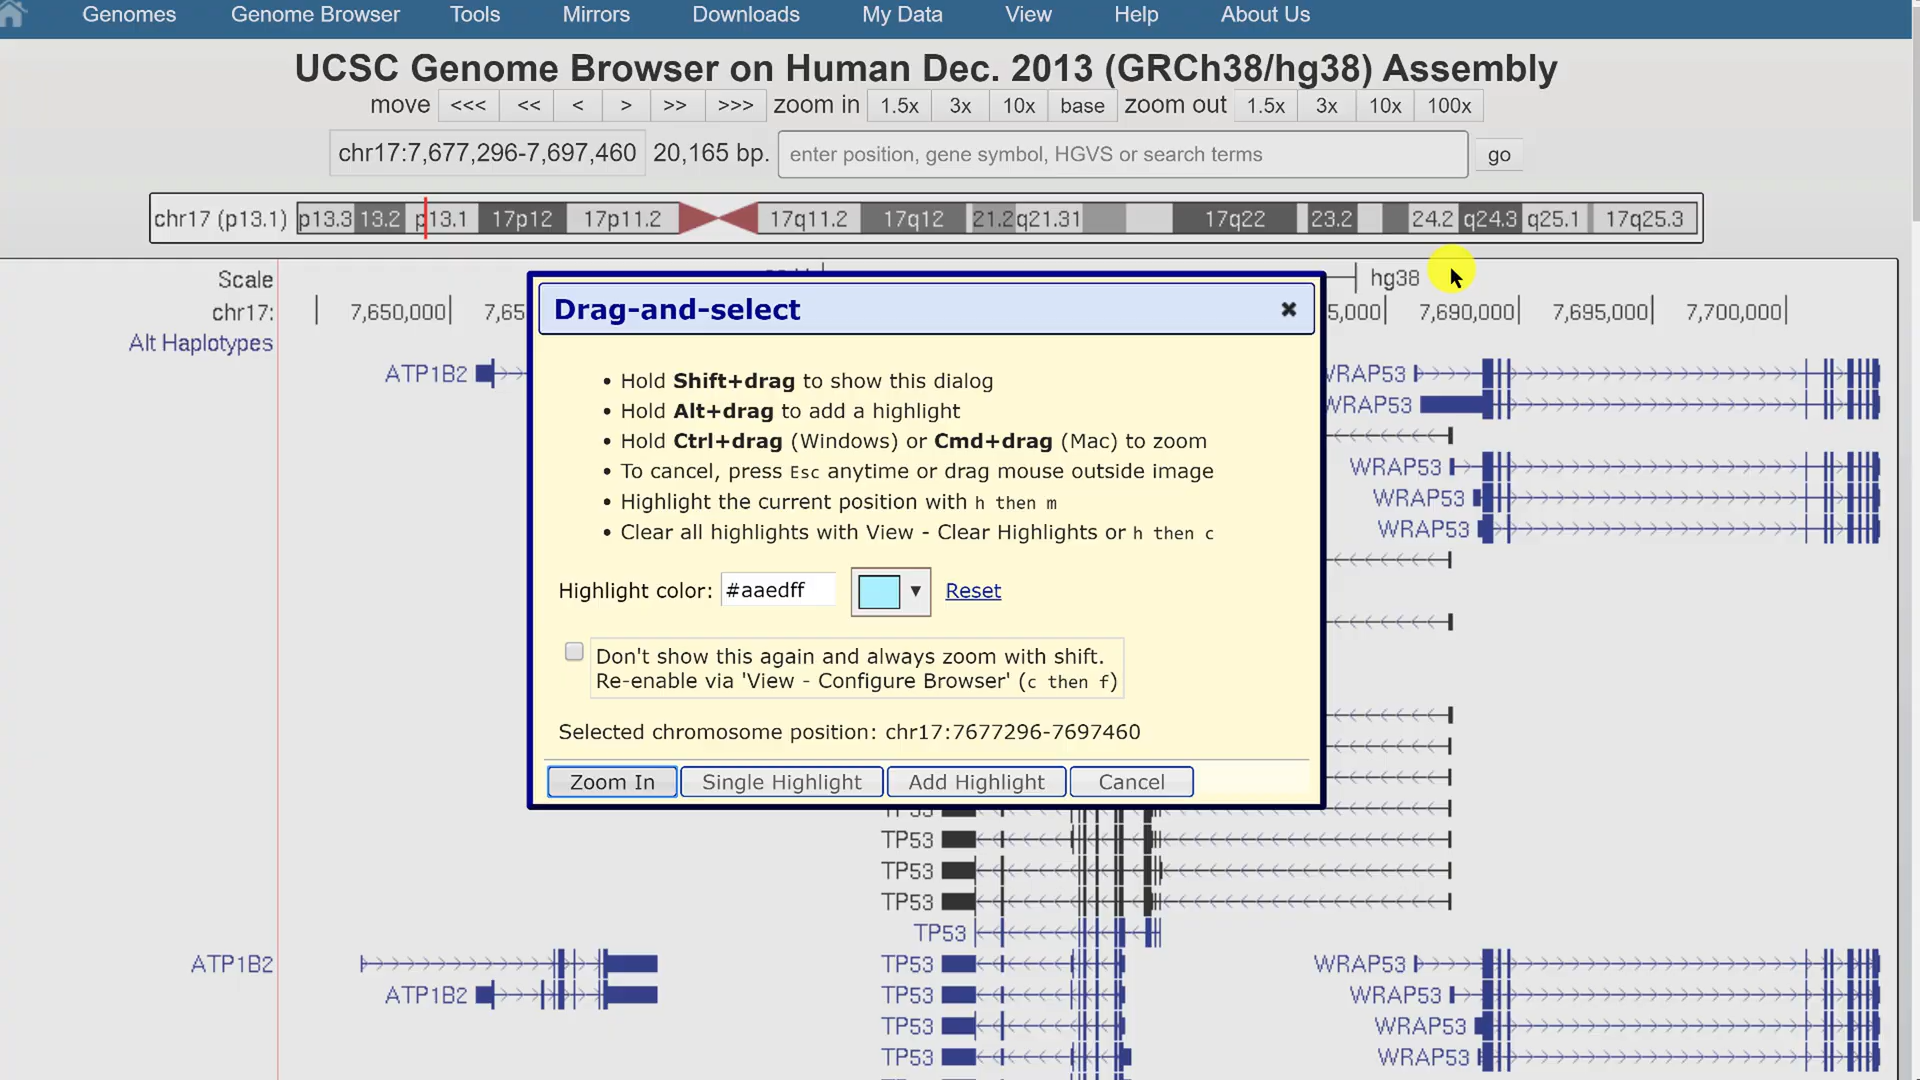 Genomes Genome Browser Tools Mirrors Downloads My Data View Help About Us
UCSC Genome Browser on Human Dec. 2013 (GRCh38/hg38) Assembly
move <<< << < > >> >>> zoom in 1.5x 3x 10x base zoom out 1.5x 3x 10x 100x
chr17:7,677,296-7,697,460 20,165 bp. enter position, gene symbol, HGVS or search terms go
chr17 (p13.1) p13.3 13.2 p13.1 17p12 17p11.2 17q11.2 17q12 21.2 q21.31 17q22 23.2 24.2 q24.3 q25.1 17q25.3
Scale hg38
chr17: 7,650,000 7,65 5,000 7,690,000 7,695,000 7,700,000
Alt Haplotypes
ATP1B2 WRAP53
WRAP53
WRAP53
WRAP53
WRAP53
Drag-and-select
• Hold Shift+drag to show this dialog
• Hold Alt+drag to add a highlight
• Hold Ctrl+drag (Windows) or Cmd+drag (Mac) to zoom
• To cancel, press Esc anytime or drag mouse outside image
• Highlight the current position with h then m
• Clear all highlights with View - Clear Highlights or h then c
Highlight color: #aaedff Reset
Don't show this again and always zoom with shift.
Re-enable via 'View - Configure Browser' (c then f)
Selected chromosome position: chr17:7677296-7697460
Zoom In Single Highlight Add Highlight Cancel
TP53
TP53
TP53
TP53
ATP1B2 TP53 WRAP53
ATP1B2 TP53 WRAP53
TP53 WRAP53
TP53 WRAP53